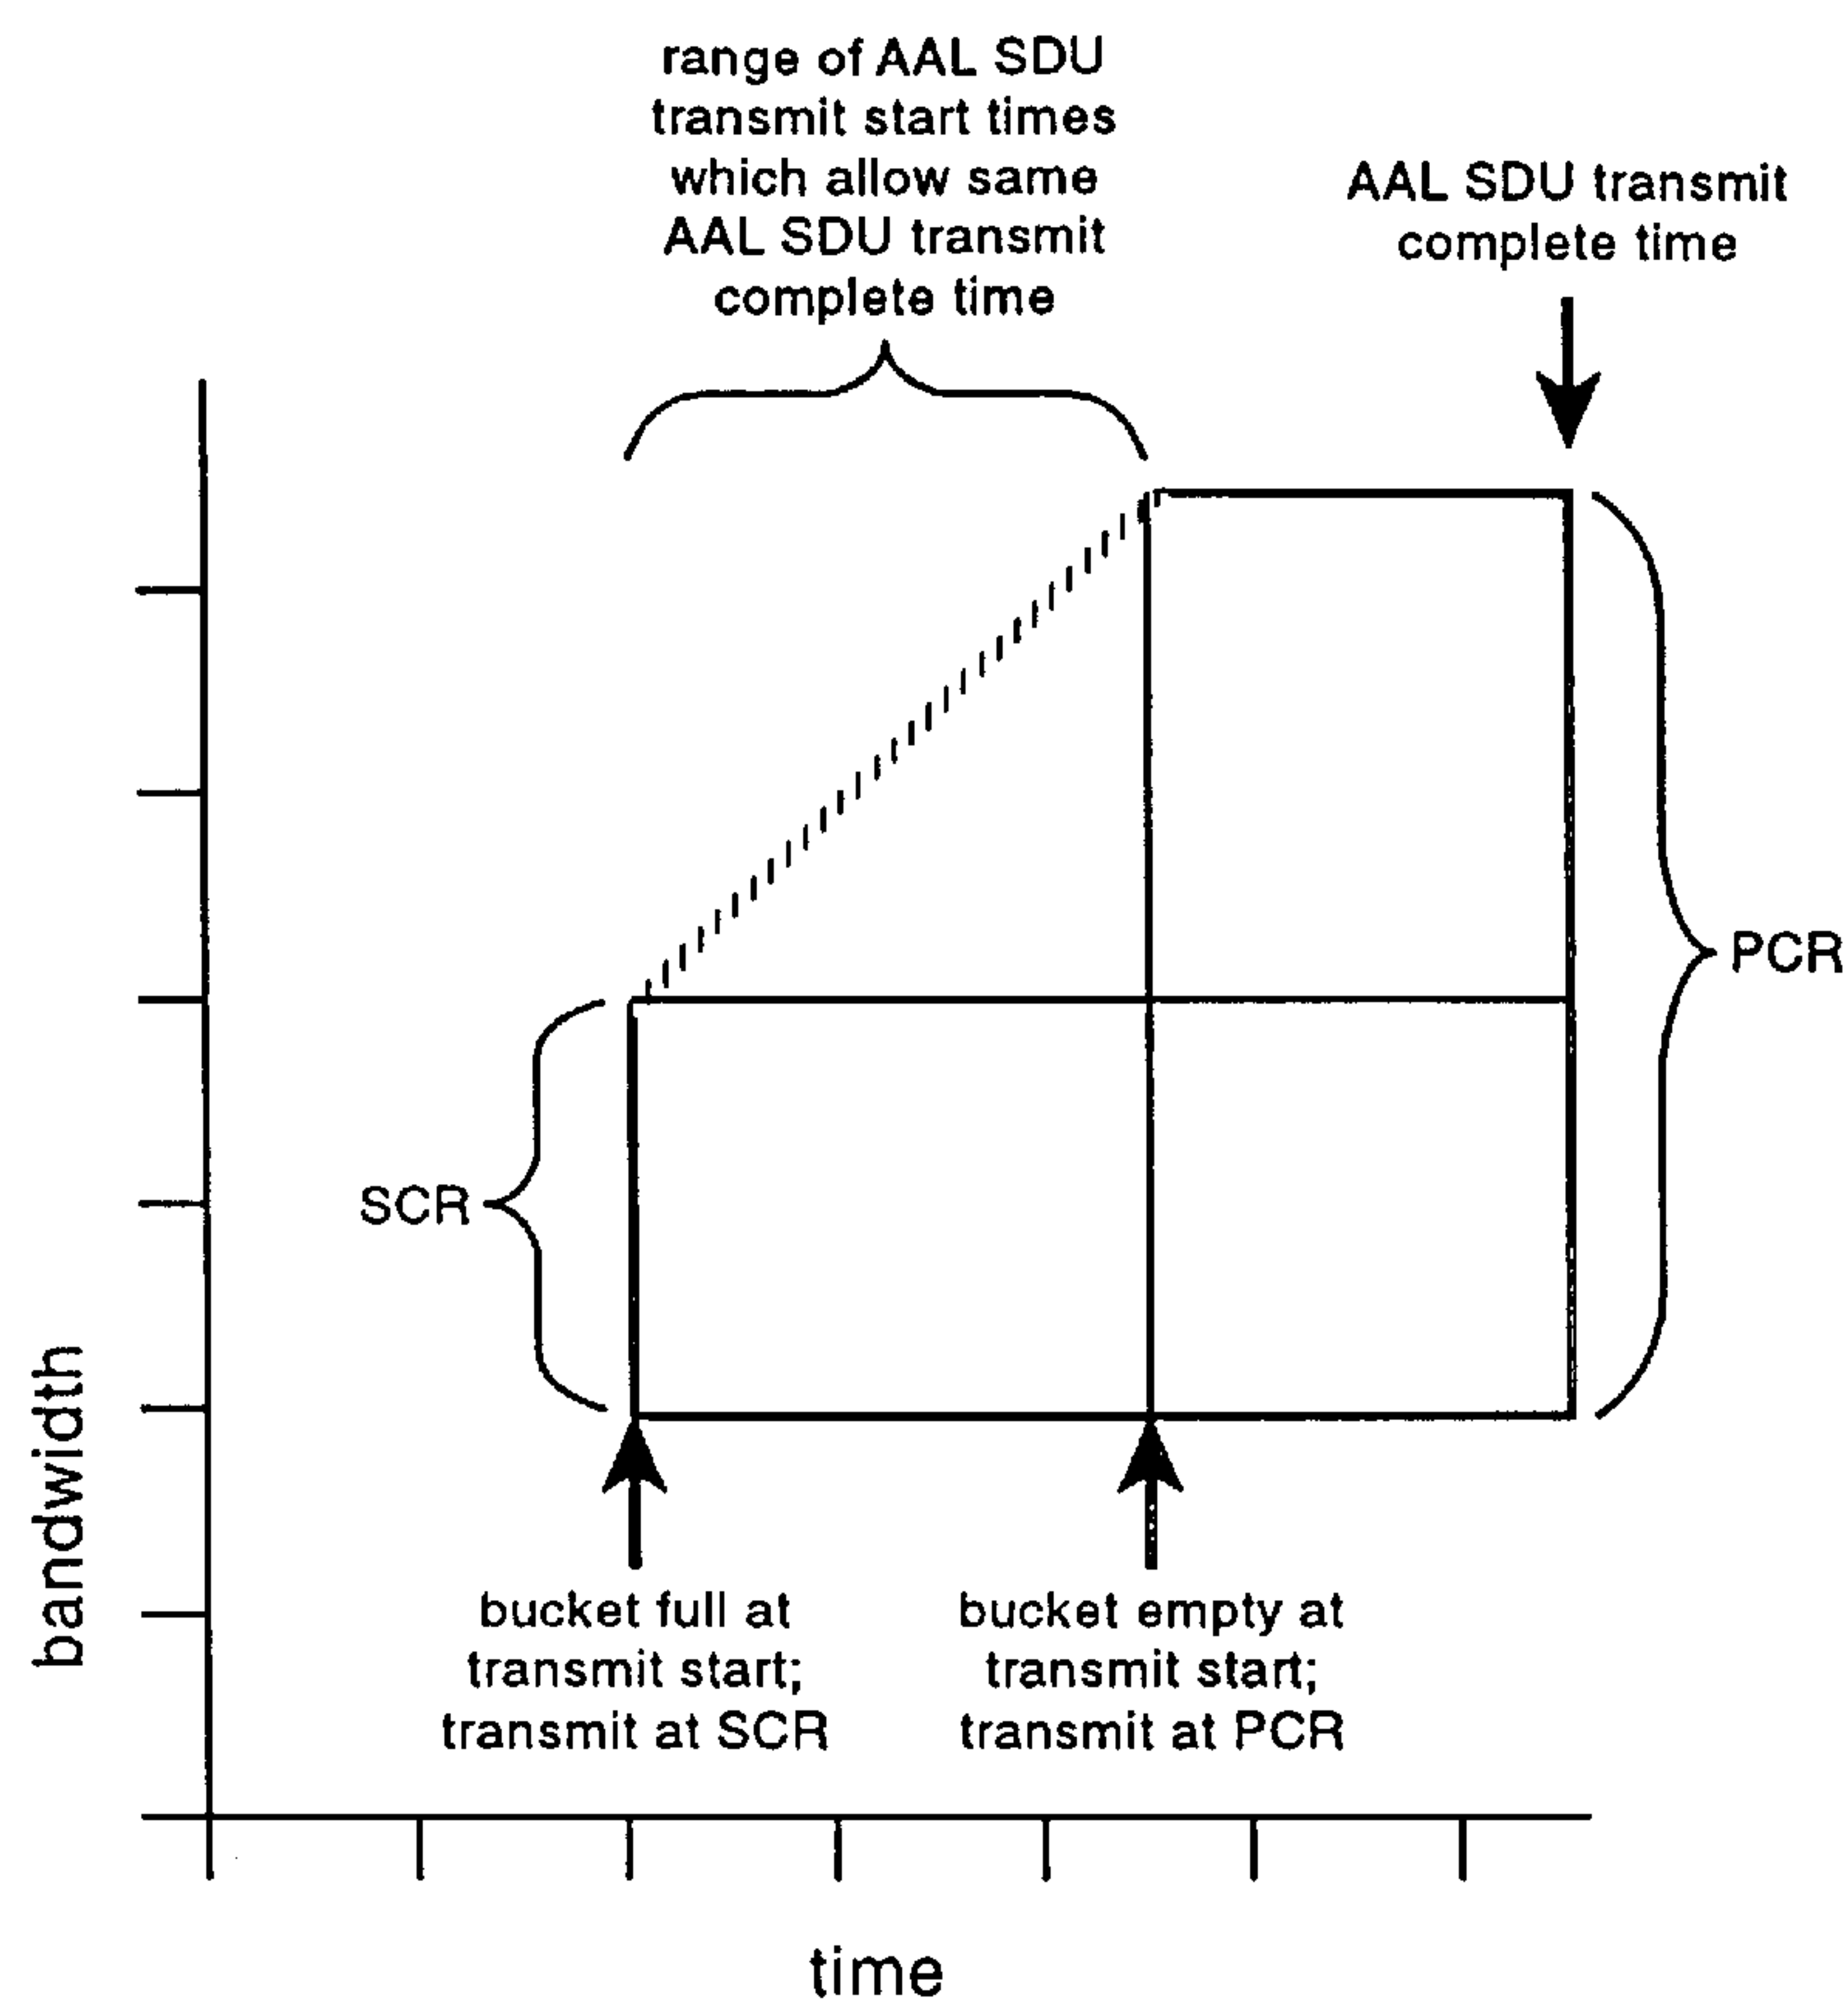 range of AAL SDU
transmit start times
which allow same
AAL SDU transmit
complete time
AAL SDU transmit
complete time
PCR
SCR
bandwidth
bucket full at
transmit start;
transmit at SCR
bucket empty at
transmit start;
transmit at PCR
time